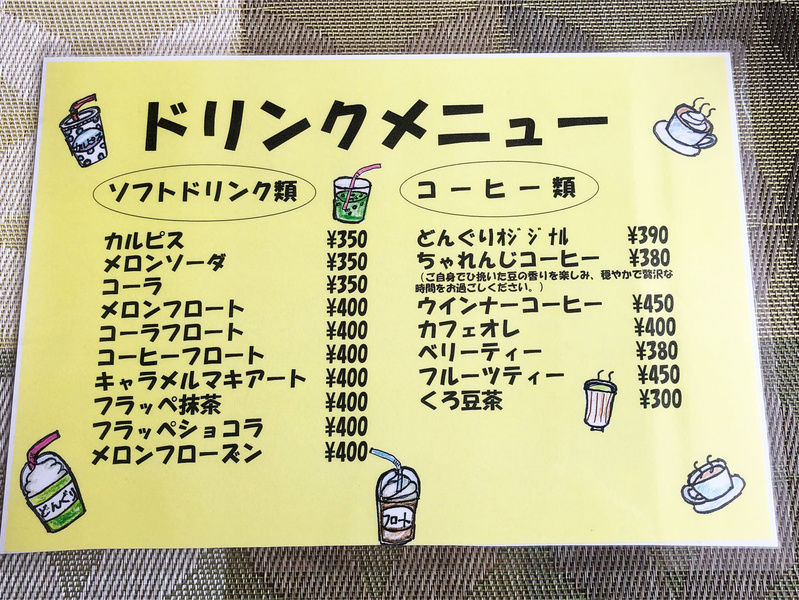 ドリンクメニュー
ソフトドリンク類
カルピス ¥350
メロンソーダ ¥350
コーラ ¥350
メロンフロート ¥400
コーラフロート ¥400
コーヒーフロート ¥400
キャラメルマキアート ¥400
フラッペ抹茶 ¥400
フラッペショコラ ¥400
メロンフローズン ¥400
コーヒー類
どんぐりｵｼﾞｼﾞﾅﾙ ¥390
ちゃれんじコーヒー ¥380
（ご自身でひ挽いた豆の香りを楽しみ、穏やかで贅沢な
時間をお過ごしください。）
ウインナーコーヒー ¥450
カフェオレ ¥400
ベリーティー ¥380
フルーツティー ¥450
くろ豆茶 ¥300
どんぐり
フロート